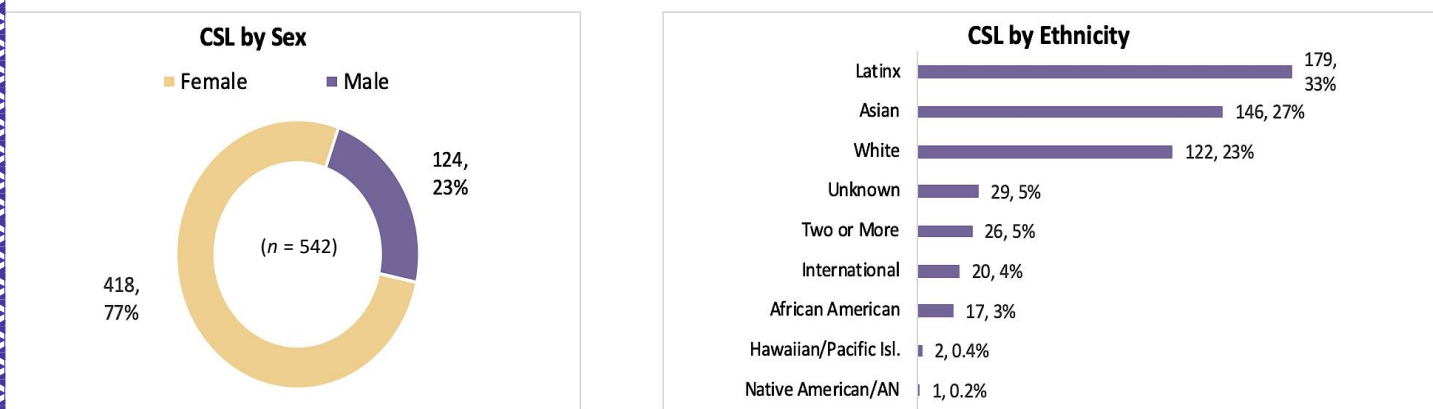 CSL by Sex
Female
Male
124,
23%
(n = 542)
418,
77%
CSL by Ethnicity
Latinx
179,
33%
Asian
146, 27%
White
122, 23%
Unknown
29, 5%
Two or More
26, 5%
International
20, 4%
African American
17, 3%
Hawaiian/Pacific Isl.
2, 0.4%
Native American/AN
1, 0.2%